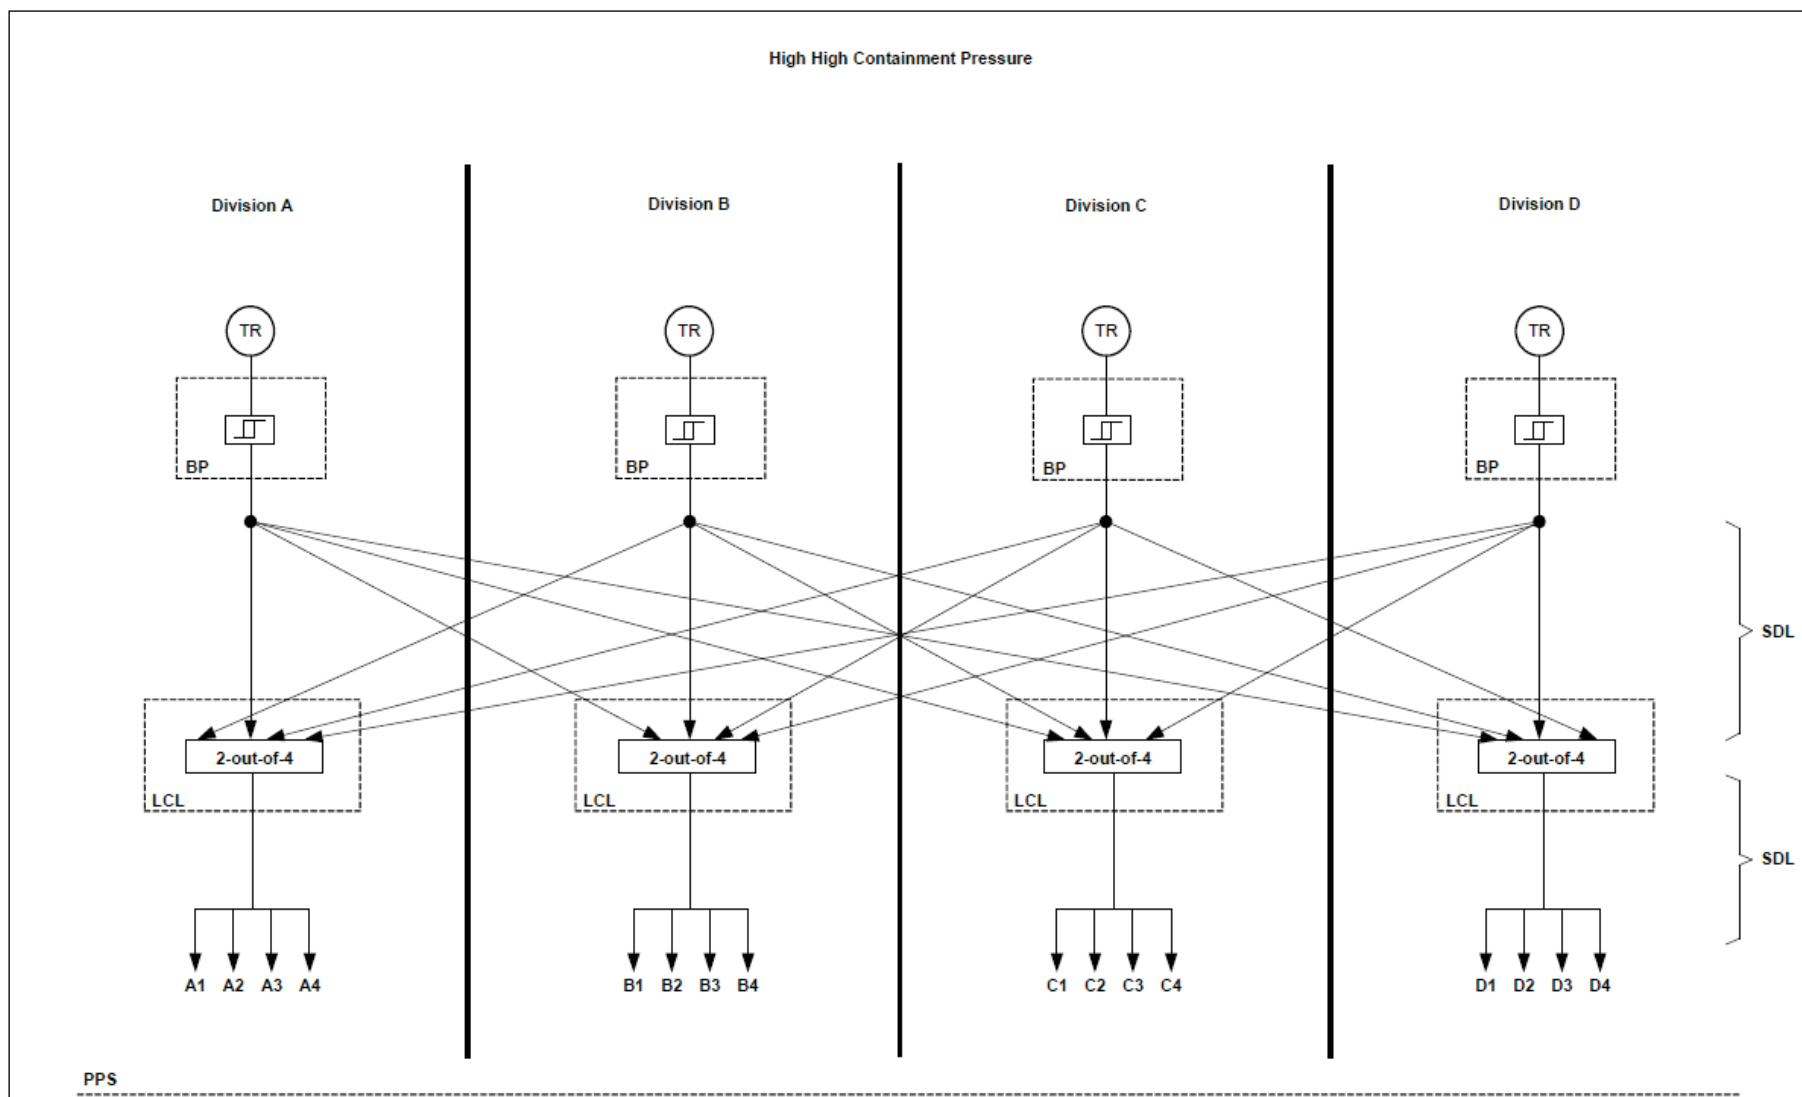 High High Containment Pressure
Division A
Division B
Division C
Division D
TR
TR
TR
TR
BP
BP
BP
BP
SDL
2-out-of-4
2-out-of-4
2-out-of-4
2-out-of-4
LCL
LCL
LCL
LCL
SDL
A1 A2 A3 A4
B1 B2 B3 B4
C1 C2 C3 C4
D1 D2 D3 D4
PPS